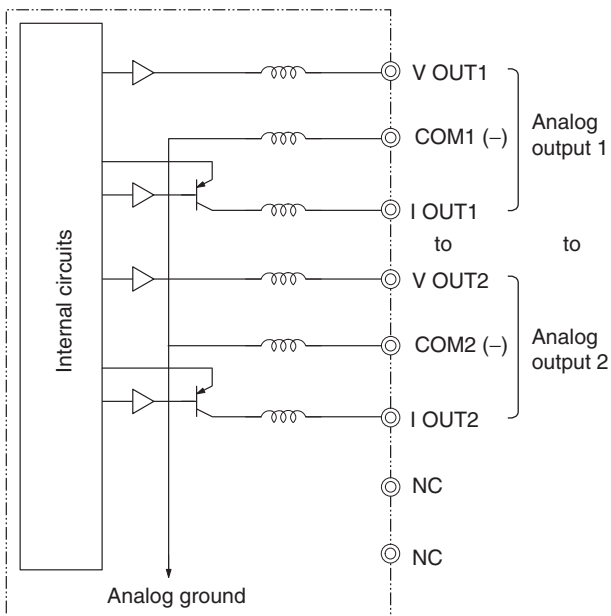 V OUT1
COM1 (–)
Analog
output 1
I OUT1
to
to
Internal circuits
V OUT2
COM2 (–)
Analog
output 2
I OUT2
NC
NC
Analog ground